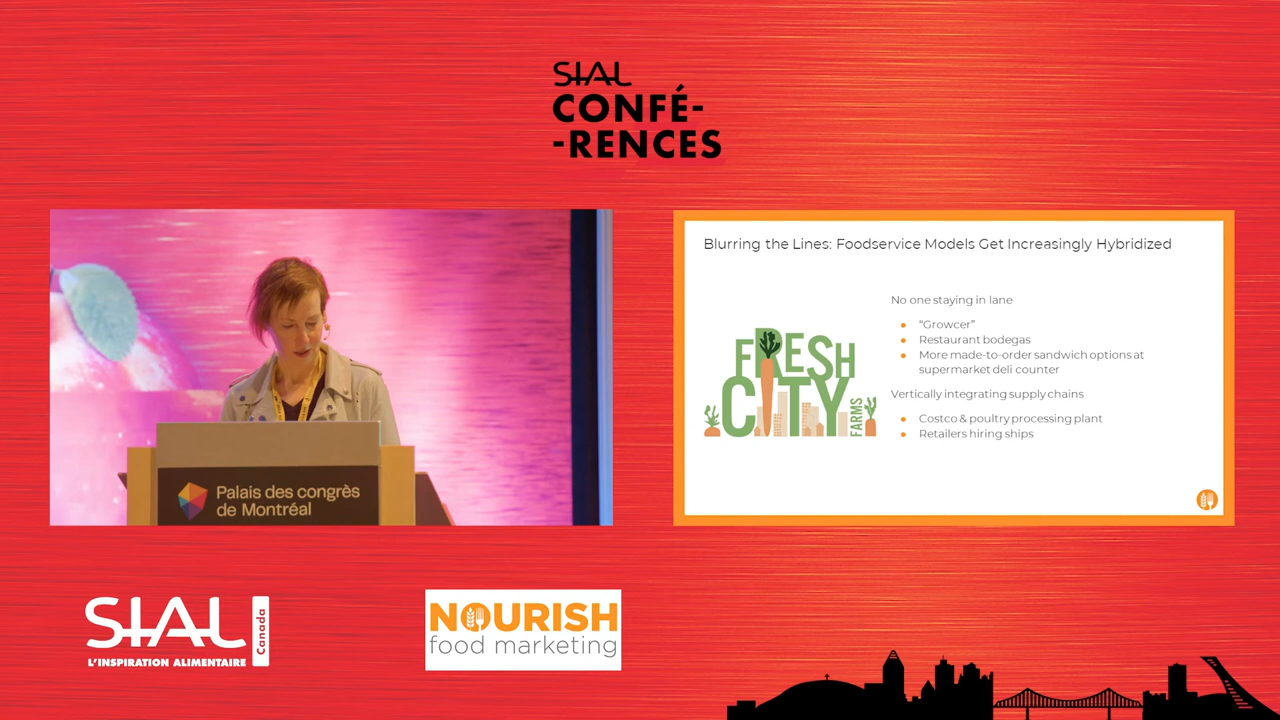 SIAL
CONFÉ-
-RENCES
Blurring the Lines: Foodservice Models Get Increasingly Hybridized
FRESH
CITY
FARMS
No one staying in lane
• “Growcer”
• Restaurant bodegas
• More made-to-order sandwich options at
supermarket deli counter
Vertically integrating supply chains
• Costco & poultry processing plant
• Retailers hiring ships
Palais des congrès
de Montréal
SIAL
Canada
L’INSPIRATION ALIMENTAIRE
NOURISH
food marketing